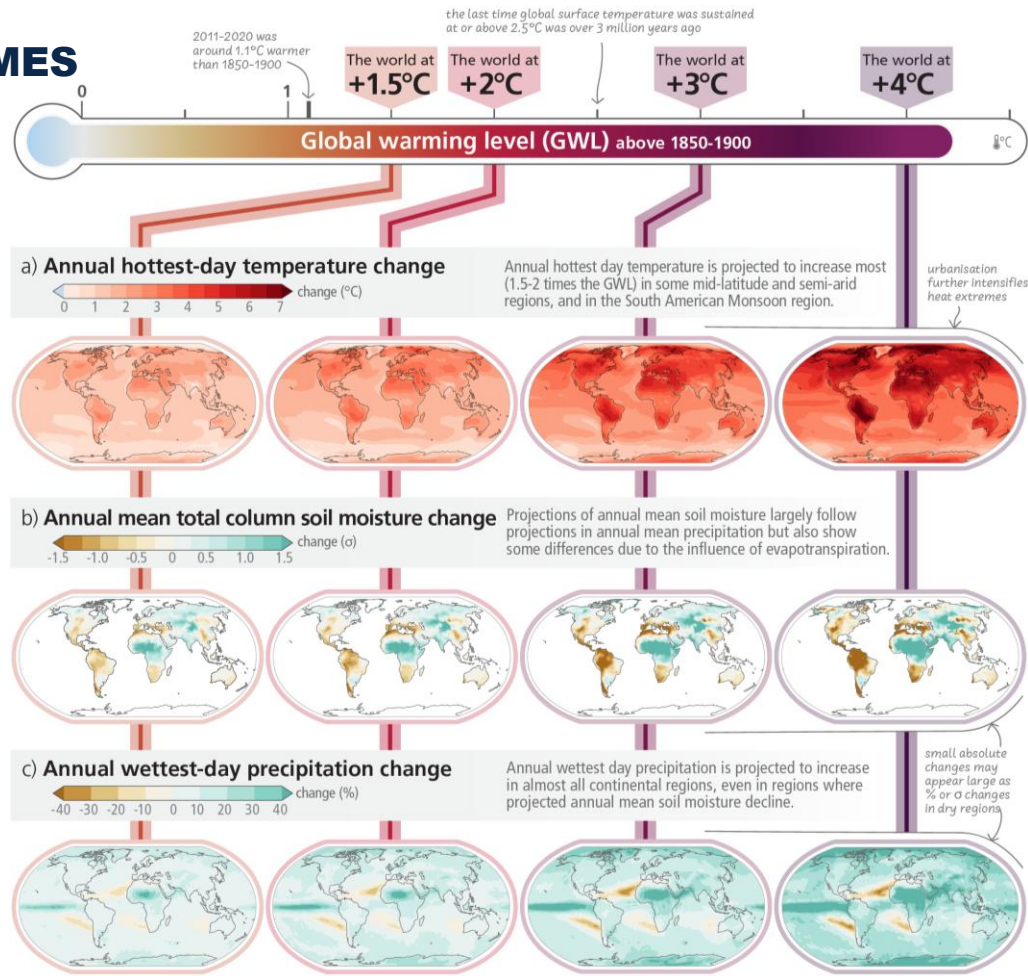 MES
2011-2020 was
around 1.1°C warmer
than 1850-1900
the last time global surface temperature was sustained
at or above 2.5°C was over 3 million years ago
The world at
+1.5°C
The world at
+2°C
The world at
+3°C
The world at
+4°C
0
1
Global warming level (GWL) above 1850-1900
°C
a) Annual hottest-day temperature change
change (°C)
0 1 2 3 4 5 6 7
Annual hottest day temperature is projected to increase most
(1.5-2 times the GWL) in some mid-latitude and semi-arid
regions, and in the South American Monsoon region.
urbanisation
further intensifies
heat extremes
b) Annual mean total column soil moisture change
change (σ)
-1.5 -1.0 -0.5 0 0.5 1.0 1.5
Projections of annual mean soil moisture largely follow
projections in annual mean precipitation but also show
some differences due to the influence of evapotranspiration.
c) Annual wettest-day precipitation change
change (%)
-40 -30 -20 -10 0 10 20 30 40
Annual wettest day precipitation is projected to increase
in almost all continental regions, even in regions where
projected annual mean soil moisture decline.
small absolute
changes may
appear large as
% or σ changes
in dry regions